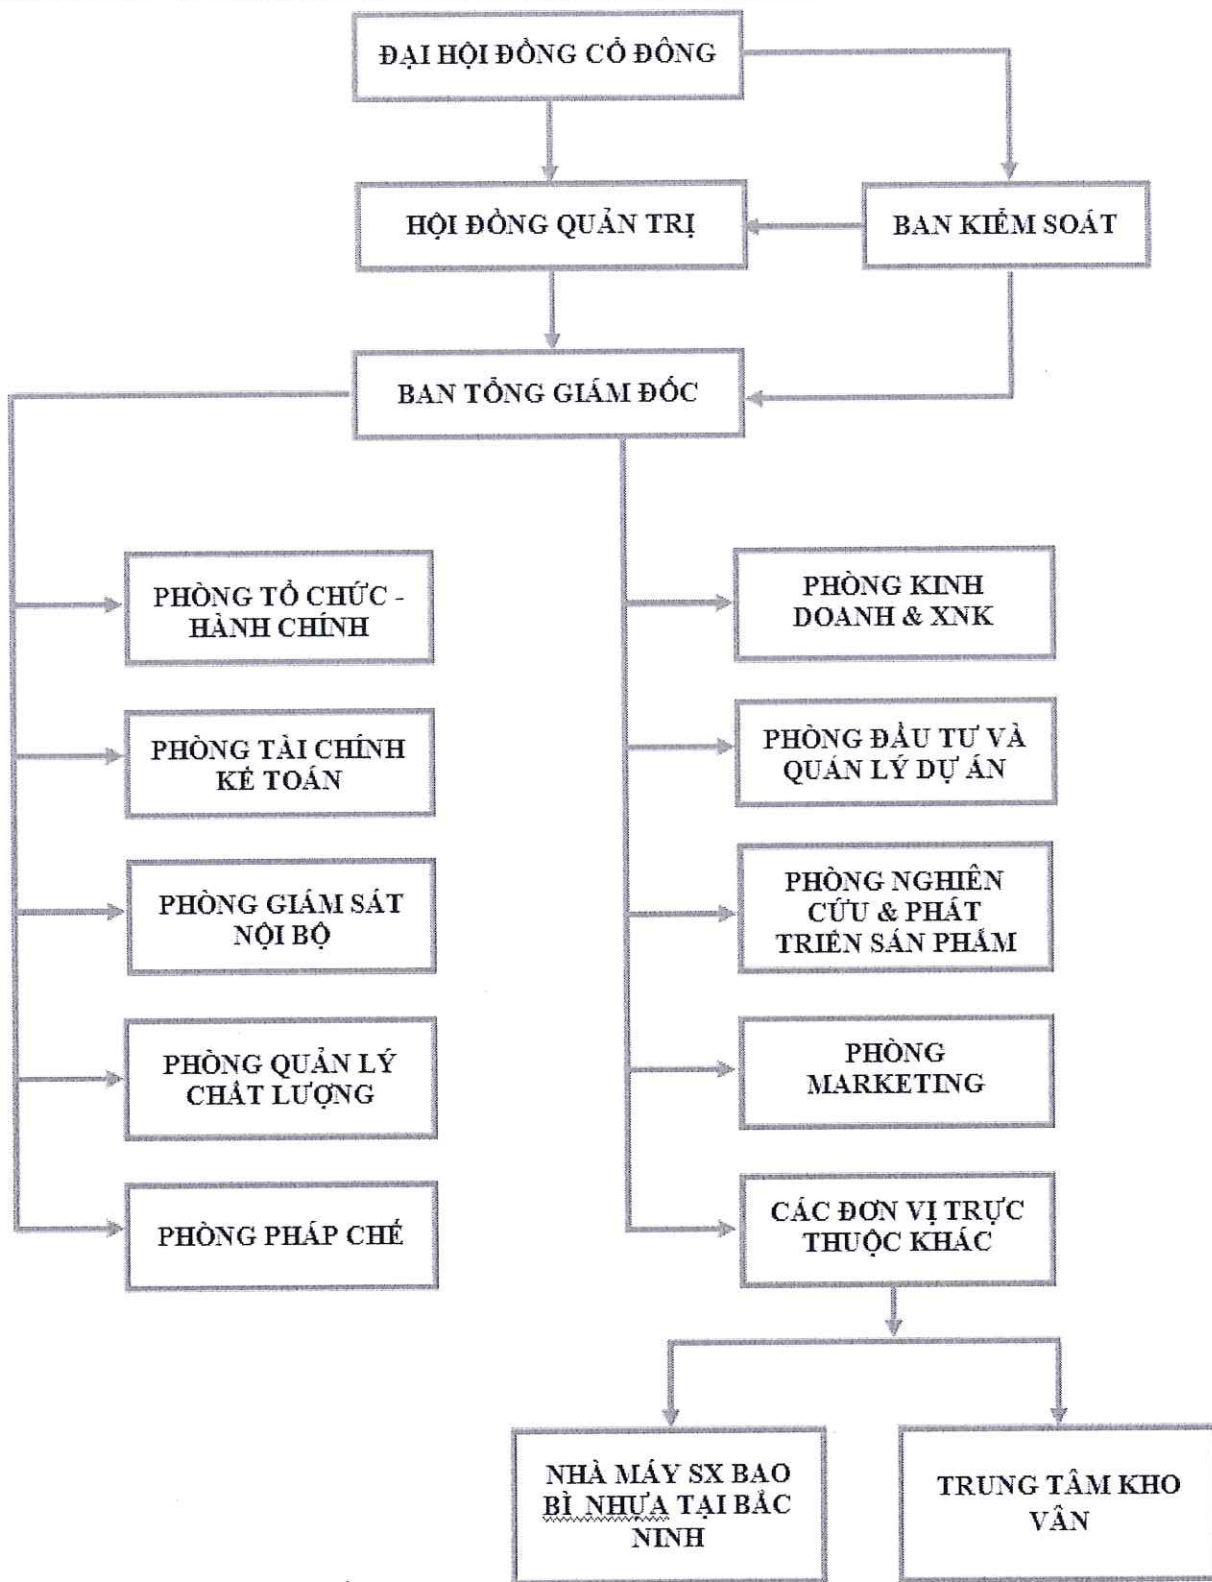 ĐẠI HỘI ĐỒNG CỔ ĐÔNG
HỘI ĐỒNG QUẢN TRỊ
BAN KIỂM SOÁT
BAN TỔNG GIÁM ĐỐC
PHÒNG TỔ CHỨC -
HÀNH CHÍNH
PHÒNG TÀI CHÍNH
KẾ TOÁN
PHÒNG GIÁM SÁT
NỘI BỘ
PHÒNG QUẢN LÝ
CHẤT LƯỢNG
PHÒNG PHÁP CHẾ
PHÒNG KINH
DOANH & XNK
PHÒNG ĐẦU TƯ VÀ
QUẢN LÝ DỰ ÁN
PHÒNG NGHIÊN
CỨU & PHÁT
TRIỂN SẢN PHẨM
PHÒNG
MARKETING
CÁC ĐƠN VỊ TRỰC
THUỘC KHÁC
NHÀ MÁY SX BAO
BÌ NHỰA TẠI BẮC
NINH
TRUNG TÂM KHO
VẬN